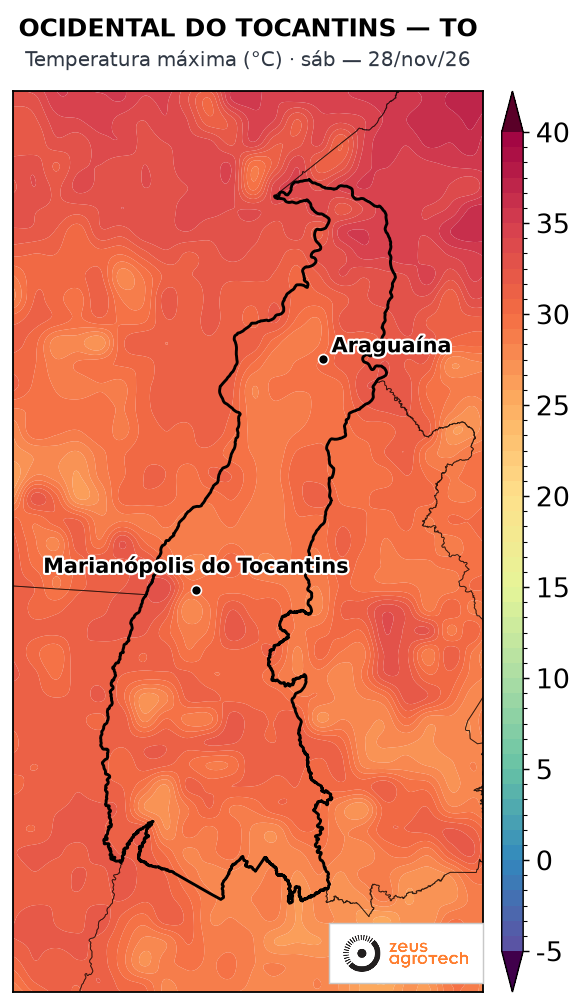 OCIDENTAL DO TOCANTINS — TO
Temperatura máxima (°C) · sáb — 28/nov/26
Araguaína
Marianópolis do Tocantins
40
35
30
25
20
15
10
5
0
-5
zeus
agrotech